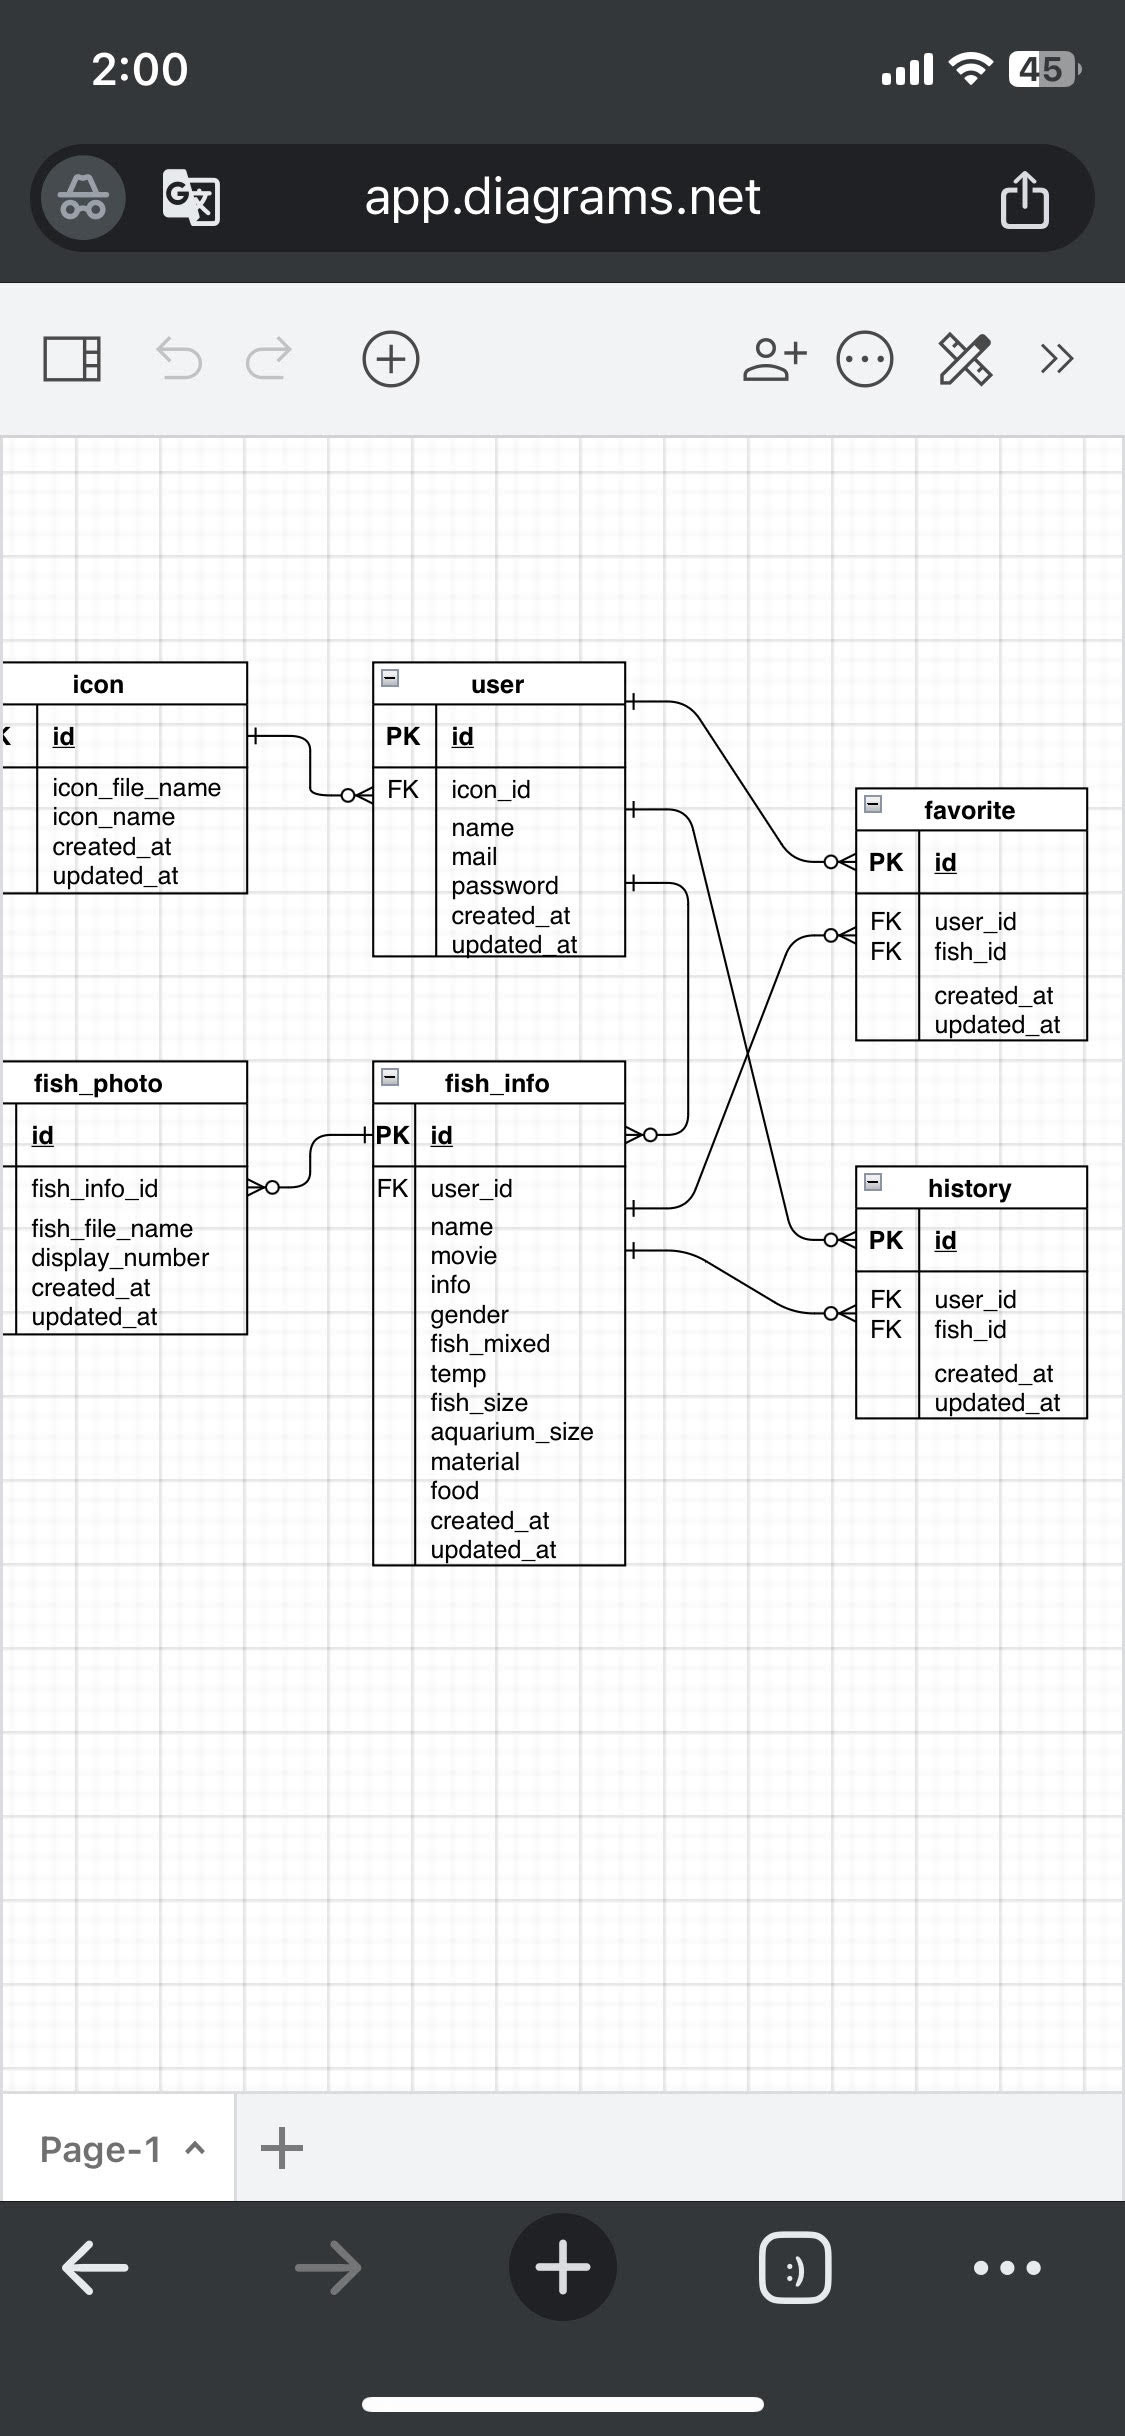 2:00
45
app.diagrams.net
icon
id
icon_file_name
icon_name
created_at
updated_at
user
PK id
FK icon_id
name
mail
password
created_at
updated_at
favorite
PK id
FK user_id
FK fish_id
created_at
updated_at
fish_photo
id
fish_info_id
fish_file_name
display_number
created_at
updated_at
fish_info
PK id
FK user_id
name
movie
info
gender
fish_mixed
temp
fish_size
aquarium_size
material
food
created_at
updated_at
history
PK id
FK user_id
FK fish_id
created_at
updated_at
Page-1
:)